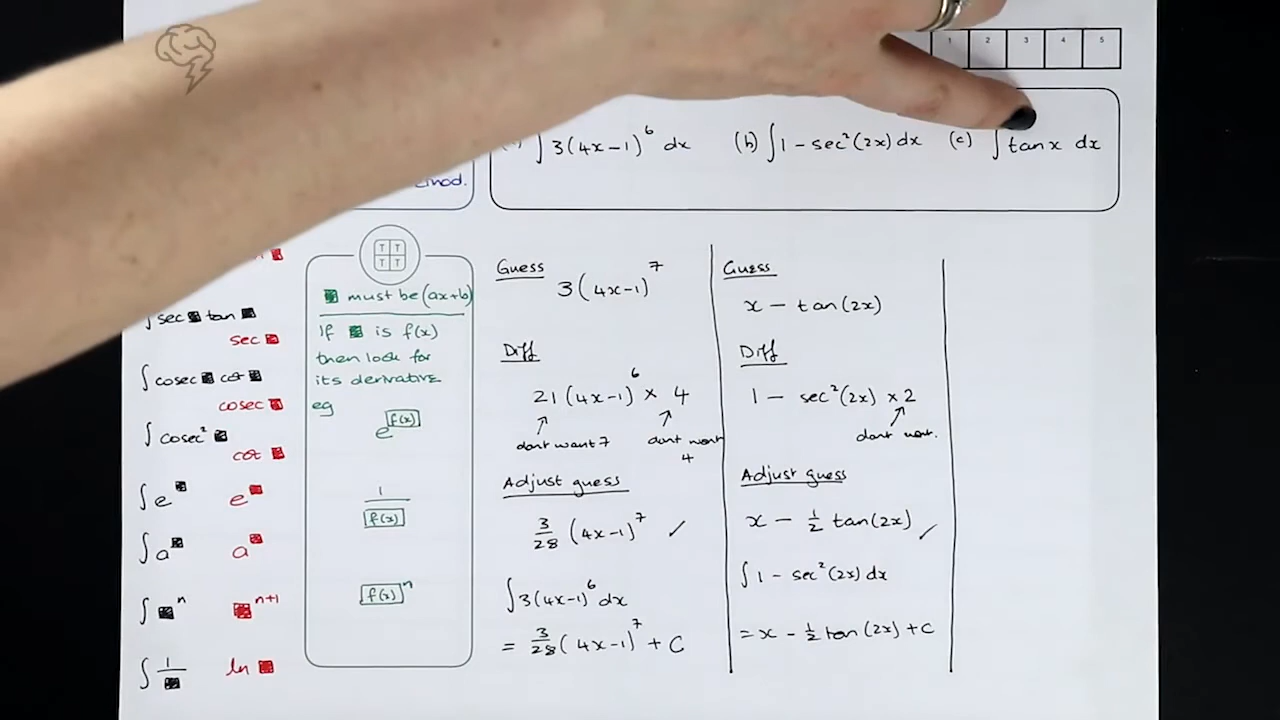 1 2 3 4 5
∫3(4x-1)⁶ dx (b) ∫1 - sec²(2x) dx (c) ∫tanx dx
∫sec■ tan■
sec■
∫cosec■ cot■
cosec■
∫cosec²■
cot■
∫e^■ e^■
∫a^■ a^■
∫■ⁿ ■ⁿ⁺¹
∫1/■ ln■
T T
T T
■ must be (ax+b)
If ■ is f(x)
then look for
its derivative
eg
e^f(x)
1/f(x)
f(x)ⁿ
Guess
3(4x-1)⁷
Diff
21(4x-1)⁶ × 4
dont want 7 dont want
4
Adjust guess
3/28 (4x-1)⁷ ✓
∫3(4x-1)⁶dx
= 3/28(4x-1)⁷ + C
Guess
x - tan(2x)
Diff
1 - sec²(2x) × 2
dont want.
Adjust guess
x - ½ tan(2x) ✓
∫1 - sec²(2x) dx
= x - ½ tan(2x) + C